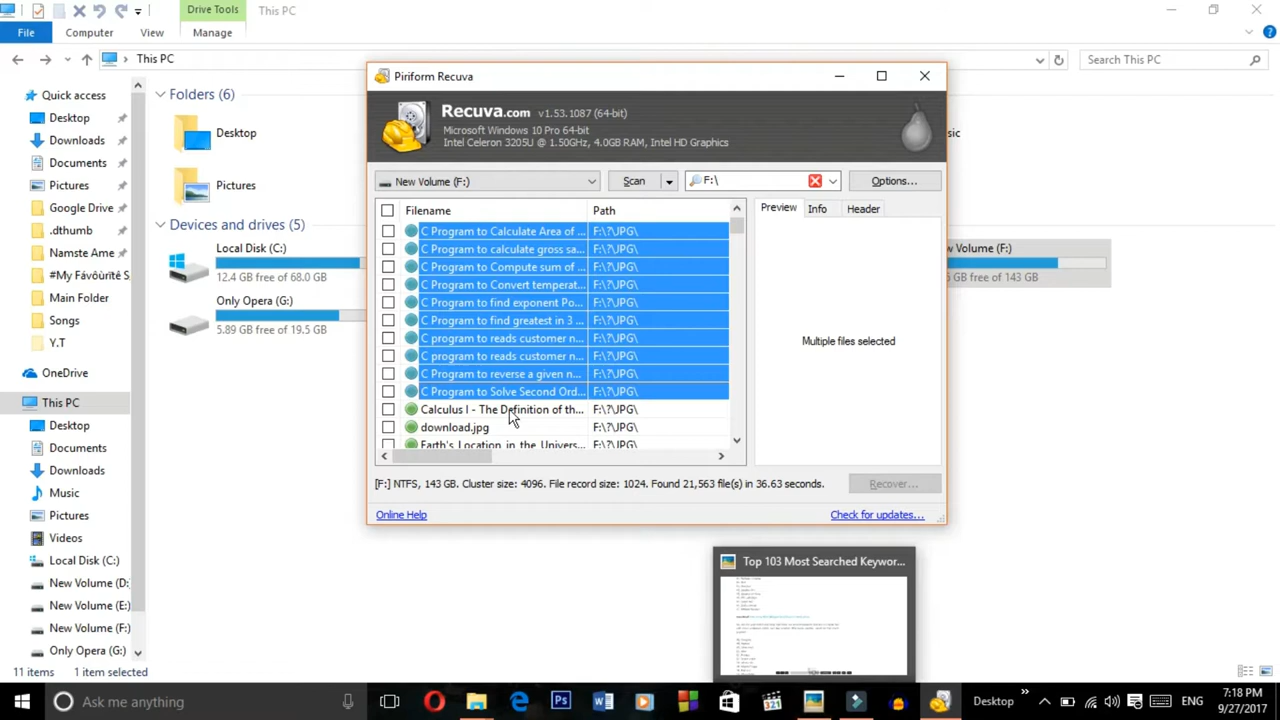 Drive Tools
This PC
File
Computer
View
Manage
This PC
Search This PC
Quick access
Desktop
Downloads
Documents
Pictures
Google Drive
.dthumb
Namste Ame
#My Fávôùrìtê S
Main Folder
Songs
Y.T
OneDrive
This PC
Desktop
Documents
Downloads
Music
Pictures
Videos
Local Disk (C:)
New Volume (D:
New Volume (E:
New Volume (F:)
Only Opera (G:)
Folders (6)
Desktop
Pictures
Devices and drives (5)
Local Disk (C:)
12.4 GB free of 68.0 GB
Only Opera (G:)
5.89 GB free of 19.5 GB
Piriform Recuva
Recuva.com v1.53.1087 (64-bit)
Microsoft Windows 10 Pro 64-bit
Intel Celeron 3205U @ 1.50GHz, 4.0GB RAM, Intel HD Graphics
New Volume (F:)
Scan
F:\
Options...
Filename
Path
C Program to Calculate Area of ... F:\?\JPG\
C Program to calculate gross sa... F:\?\JPG\
C Program to Compute sum of ... F:\?\JPG\
C Program to Convert temperat... F:\?\JPG\
C Program to find exponent Po... F:\?\JPG\
C Program to find greatest in 3 ... F:\?\JPG\
C program to reads customer n... F:\?\JPG\
C program to reads customer n... F:\?\JPG\
C Program to reverse a given n... F:\?\JPG\
C Program to Solve Second Ord... F:\?\JPG\
Calculus I - The Definition of th... F:\?\JPG\
download.jpg F:\?\JPG\
Earth's Location in the Univers... F:\?\JPG\
Preview
Info
Header
Multiple files selected
[F:] NTFS, 143 GB. Cluster size: 4096. File record size: 1024. Found 21,563 file(s) in 36.63 seconds.
Recover...
Online Help
Check for updates...
sic
w Volume (F:)
GB free of 143 GB
Top 103 Most Searched Keywor...
11 items
1 item selected
Ask me anything
Desktop
ENG
7:18 PM
9/27/2017